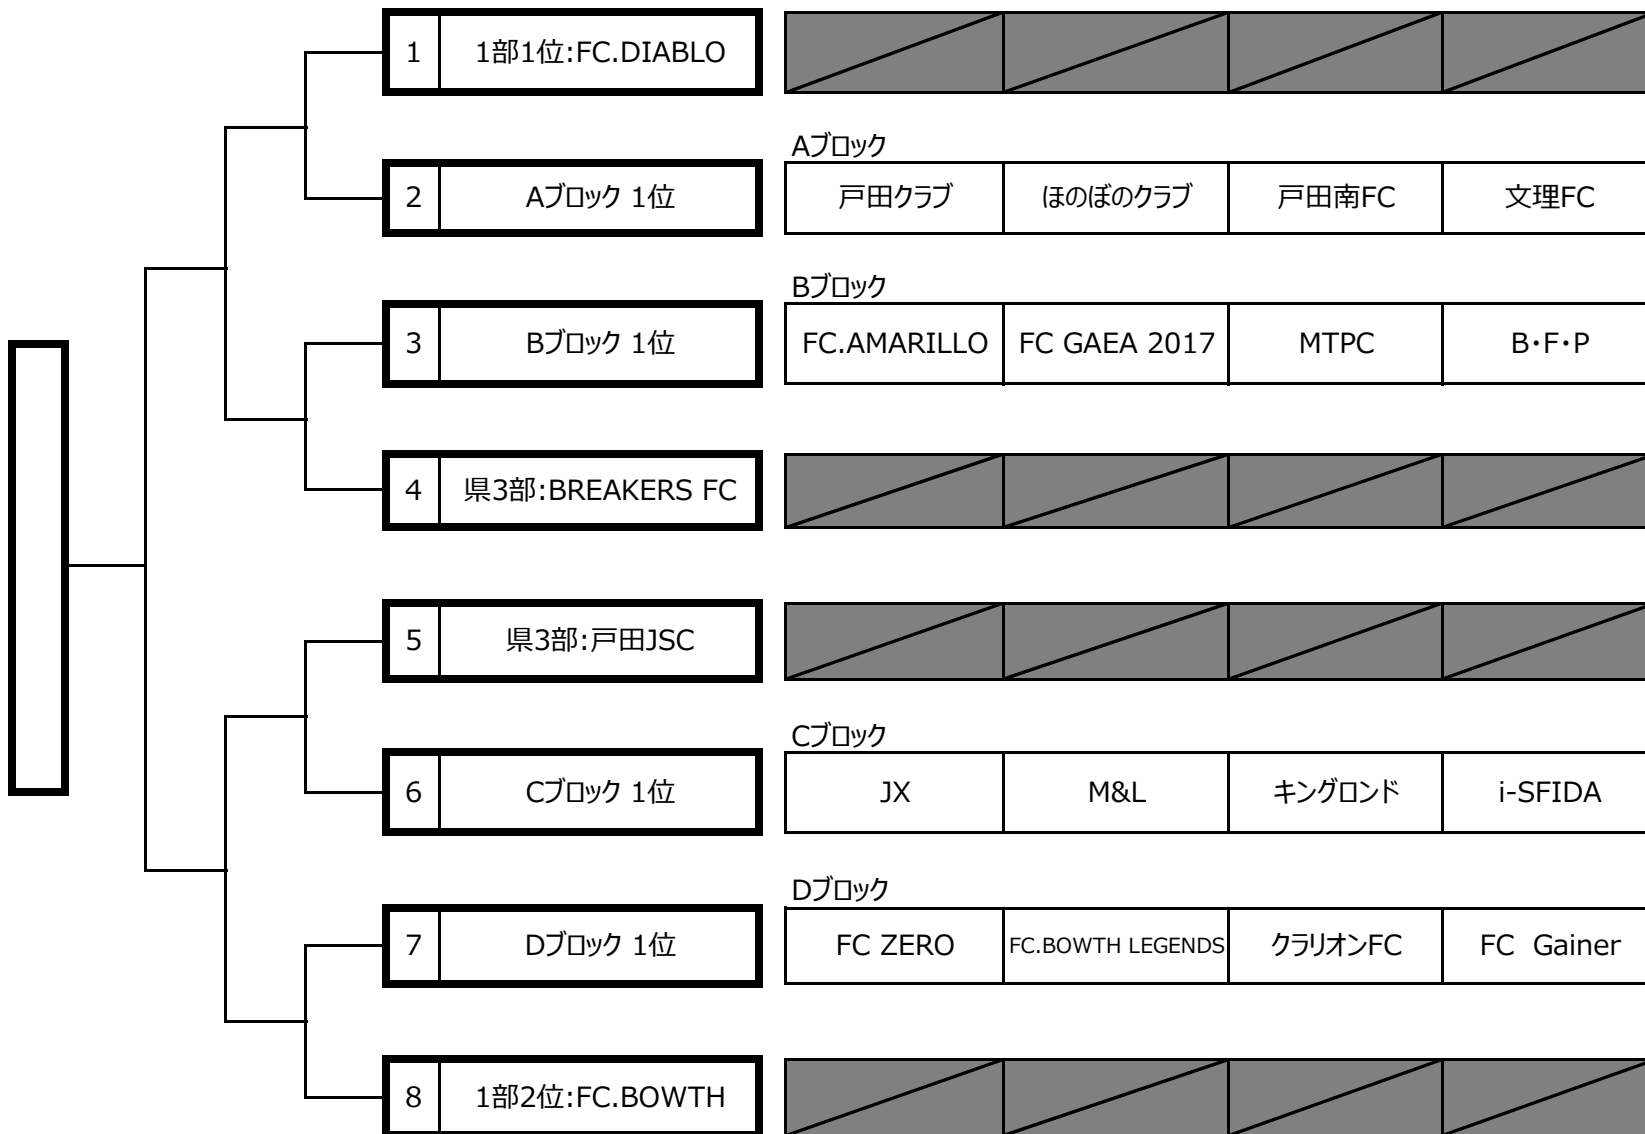 1 1部1位:FC.DIABLO
Aブロック
2 Aブロック 1位 戸田クラブ ほのぼのクラブ 戸田南FC 文理FC
Bブロック
3 Bブロック 1位 FC.AMARILLO FC GAEA 2017 MTPC B・F・P
4 県3部:BREAKERS FC
5 県3部:戸田JSC
Cブロック
6 Cブロック 1位 JX M&L キングロンド i-SFIDA
Dブロック
7 Dブロック 1位 FC ZERO FC.BOWTH LEGENDS クラリオンFC FC Gainer
8 1部2位:FC.BOWTH